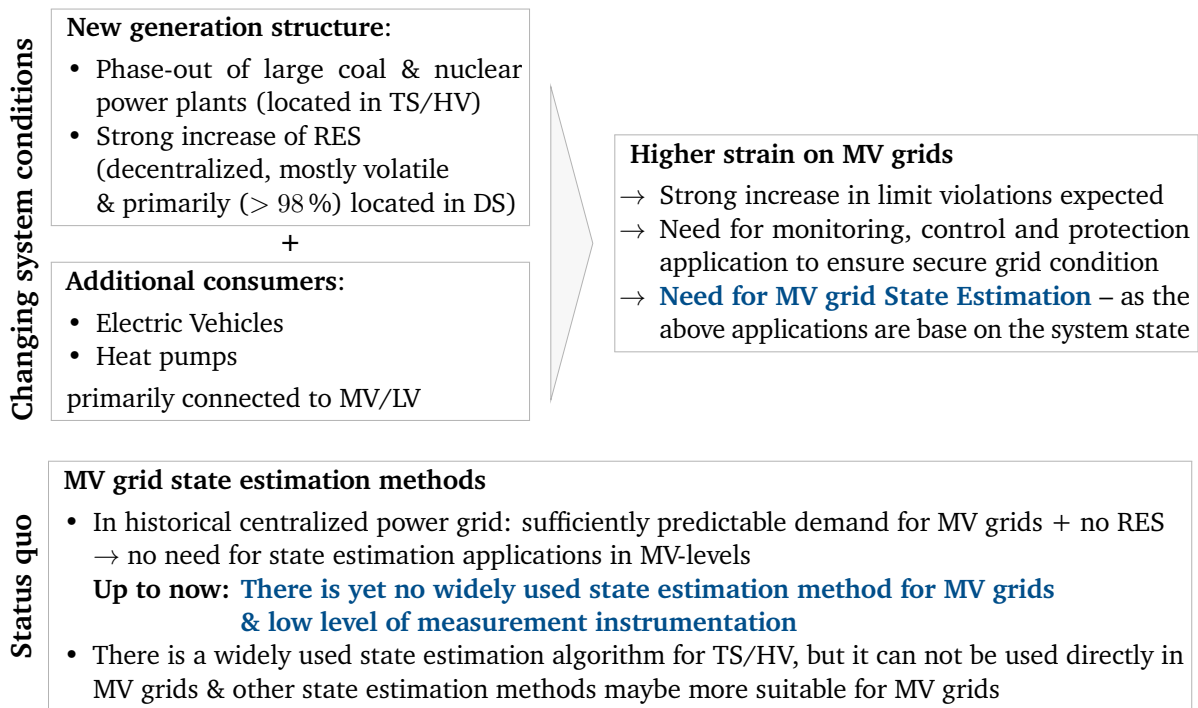 Changing system conditions
New generation structure:
• Phase-out of large coal & nuclear
power plants (located in TS/HV)
• Strong increase of RES
(decentralized, mostly volatile
& primarily (> 98 %) located in DS)
+
Additional consumers:
• Electric Vehicles
• Heat pumps
primarily connected to MV/LV
Higher strain on MV grids
→ Strong increase in limit violations expected
→ Need for monitoring, control and protection
application to ensure secure grid condition
→ Need for MV grid State Estimation – as the
above applications are base on the system state
Status quo
MV grid state estimation methods
• In historical centralized power grid: sufficiently predictable demand for MV grids + no RES
→ no need for state estimation applications in MV-levels
Up to now: There is yet no widely used state estimation method for MV grids
& low level of measurement instrumentation
• There is a widely used state estimation algorithm for TS/HV, but it can not be used directly in
MV grids & other state estimation methods maybe more suitable for MV grids